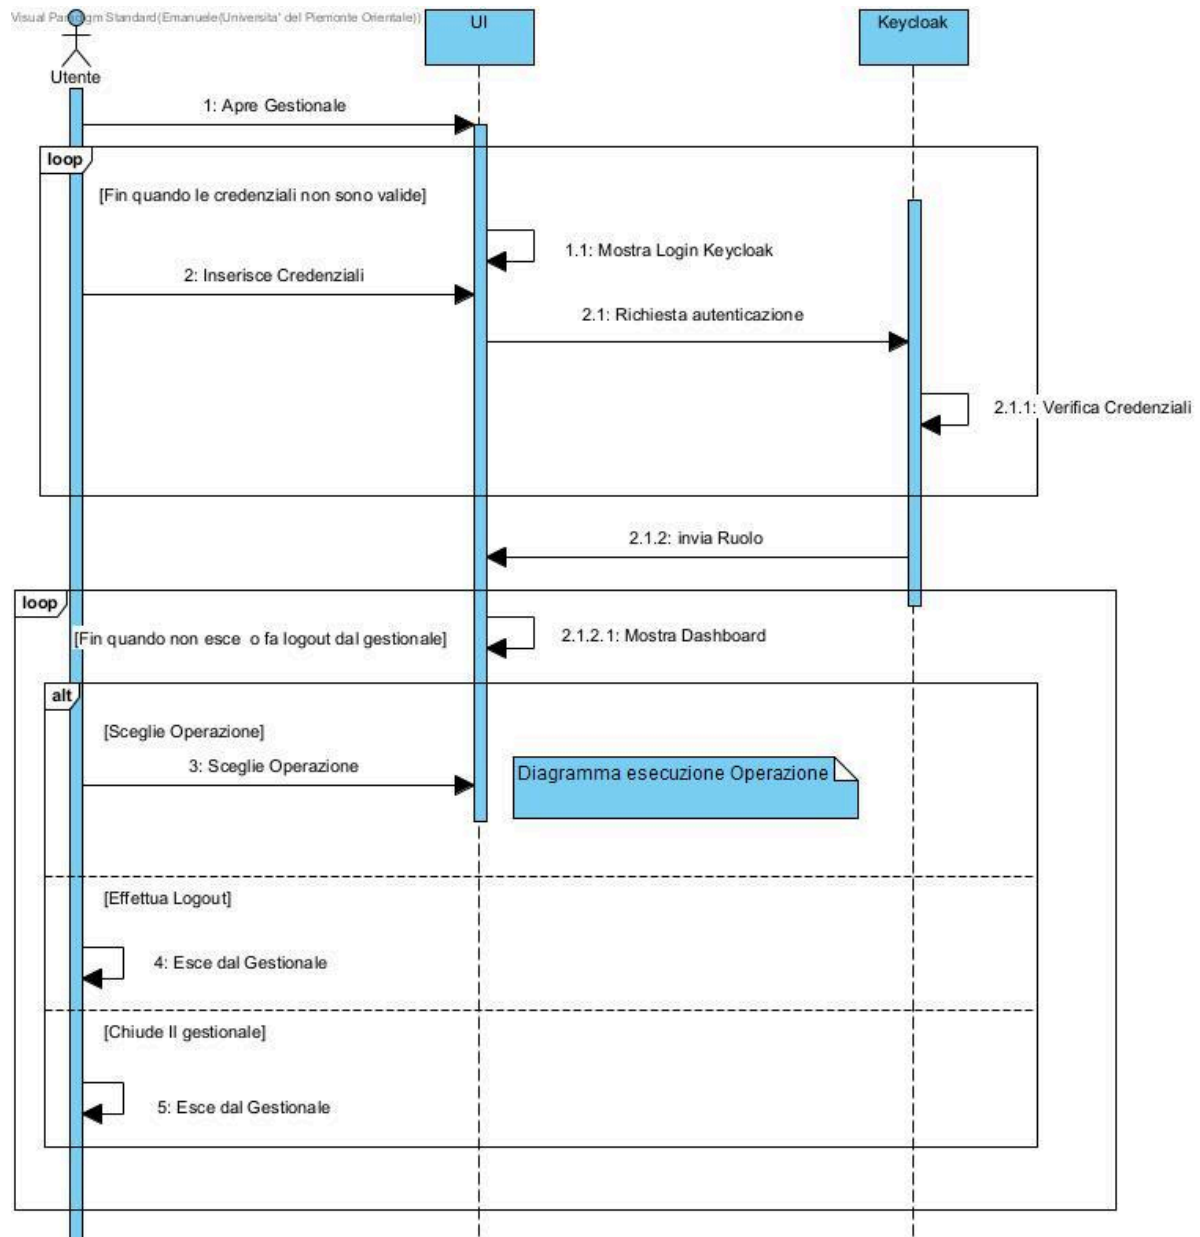 Visual Paradigm Standard(Emanuele(Universita' del Piemonte Orientale))
UI
Keycloak
Utente
1: Apre Gestionale
loop
[Fin quando le credenziali non sono valide]
1.1: Mostra Login Keycloak
2: Inserisce Credenziali
2.1: Richiesta autenticazione
2.1.1: Verifica Credenziali
2.1.2: invia Ruolo
loop
[Fin quando non esce o fa logout dal gestionale]
2.1.2.1: Mostra Dashboard
alt
[Sceglie Operazione]
3: Sceglie Operazione
Diagramma esecuzione Operazione
[Effettua Logout]
4: Esce dal Gestionale
[Chiude Il gestionale]
5: Esce dal Gestionale